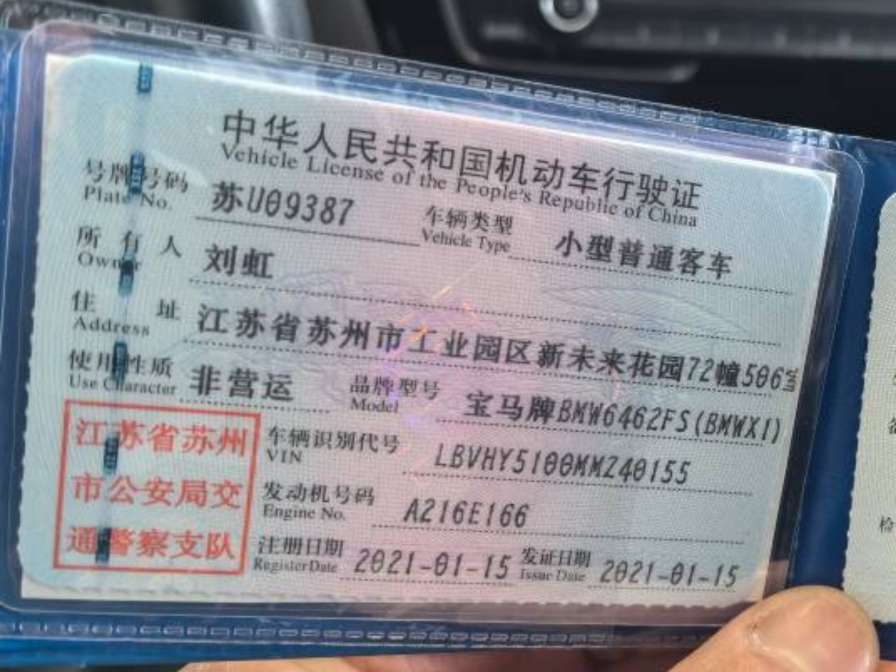 中华人民共和国机动车行驶证
Vehicle License of the People's Republic of China
号牌号码 苏U09387 车辆类型 小型普通客车
Plate No. Vehicle Type
所有人 刘虹
Owner
住址 江苏省苏州市工业园区新未来花园72幢506室
Address
使用性质 非营运 品牌型号 宝马牌BMW6462FS(BMWX1)
Use Character Model
江苏省苏州
市公安局交
通警察支队
车辆识别代号 LBVHY5100MMZ40155
VIN
发动机号码 A216E166
Engine No.
注册日期 2021-01-15 发证日期 2021-01-15
Register Date Issue Date
检